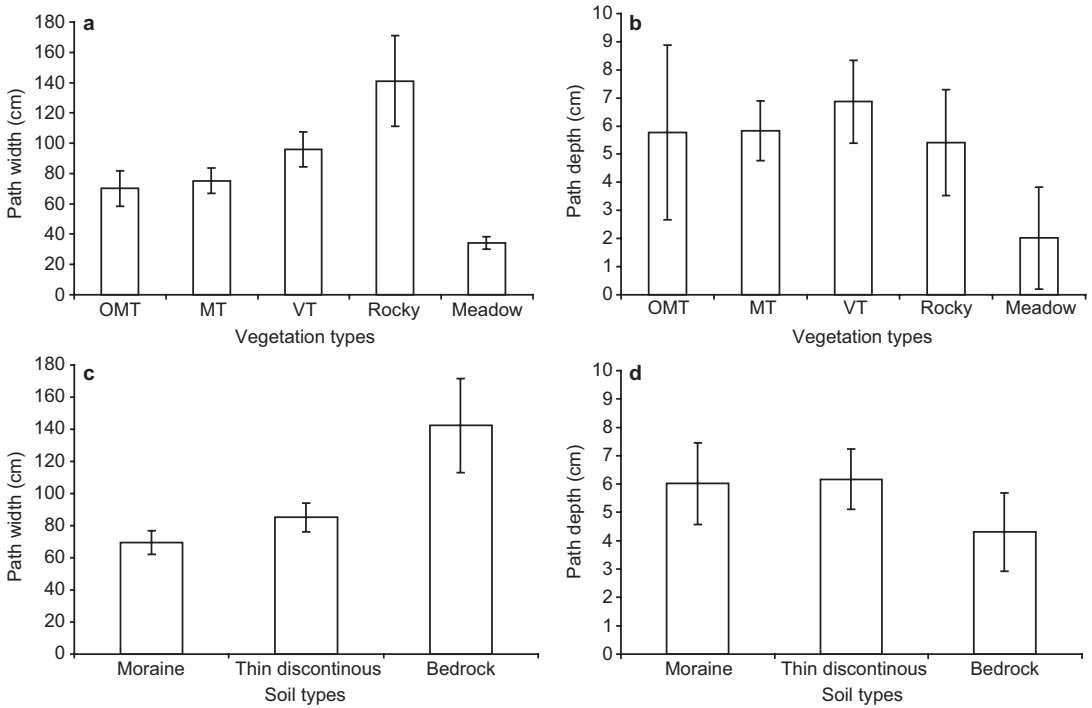 a
Path width (cm)
180
160
140
120
100
80
60
40
20
0
OMT MT VT Rocky Meadow
Vegetation types
b
Path depth (cm)
10
9
8
7
6
5
4
3
2
1
0
OMT MT VT Rocky Meadow
Vegetation types
c
Path width (cm)
180
160
140
120
100
80
60
40
20
0
Moraine Thin discontinous Bedrock
Soil types
d
Path depth (cm)
10
9
8
7
6
5
4
3
2
1
0
Moraine Thin discontinous Bedrock
Soil types